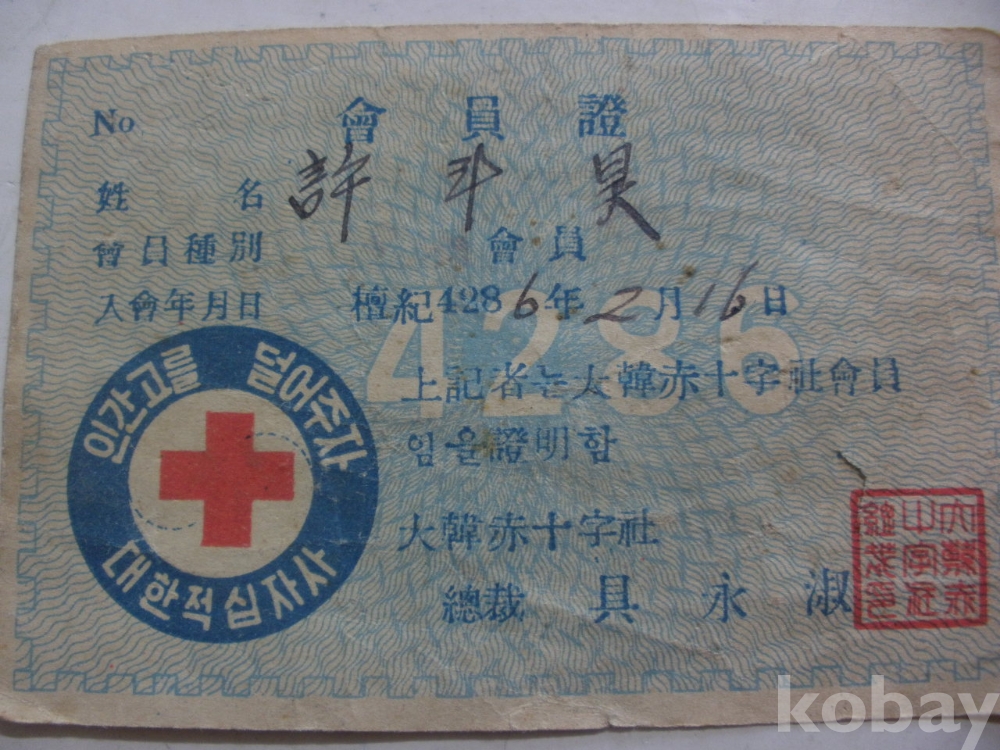 會員證
No
姓名 許斗昊
會員種別 會員
入會年月日 檀紀4286年2月16日
4286
上記者는大韓赤十字社會員
임을證明함
大韓赤十字社
總裁 具永淑
인간고를 덜어주자
대한적십자사
kobay